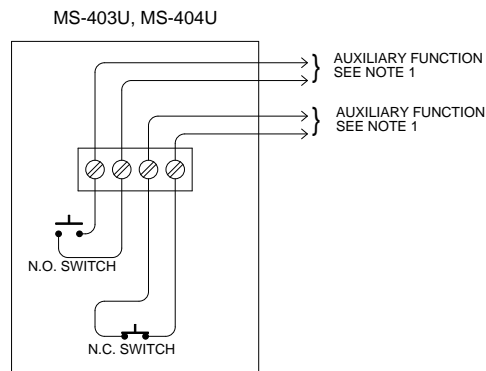 MS-403U, MS-404U
AUXILIARY FUNCTION
SEE NOTE 1
AUXILIARY FUNCTION
SEE NOTE 1
N.O. SWITCH
N.C. SWITCH